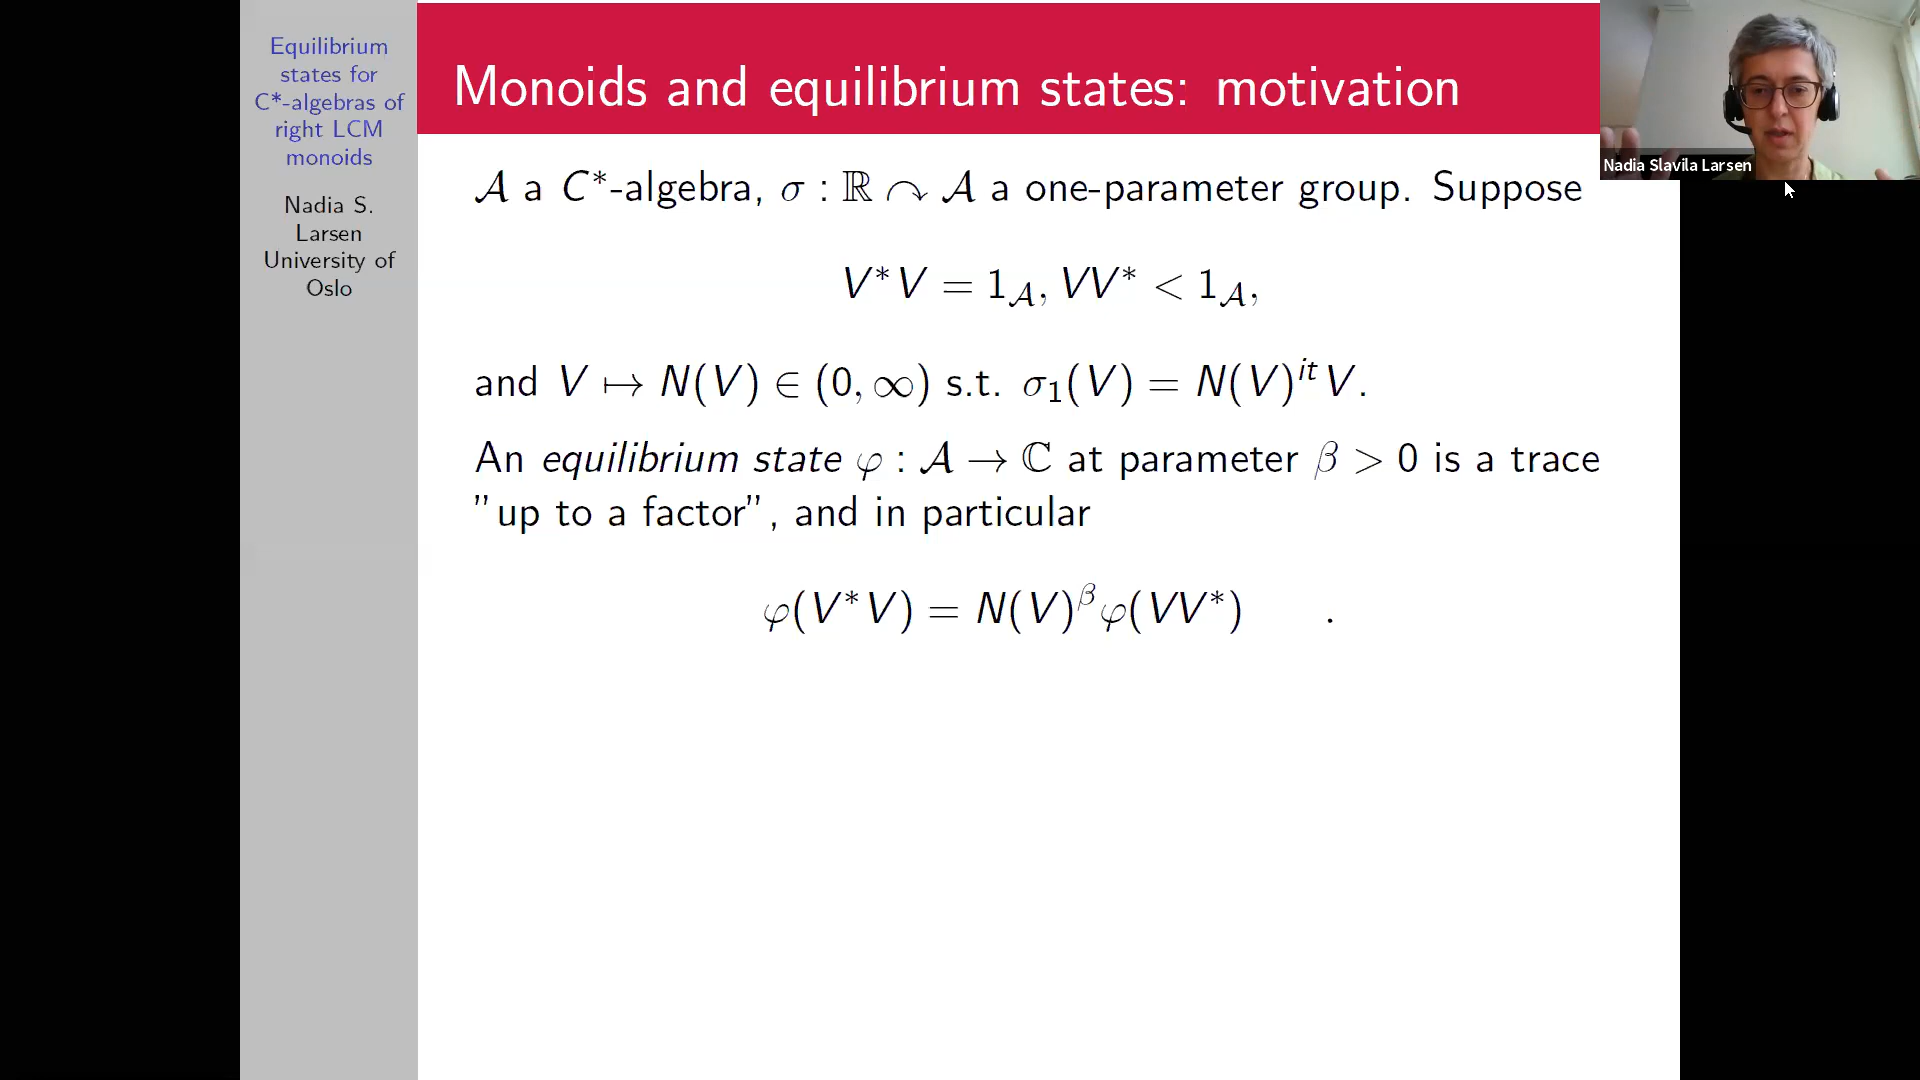 Equilibrium
states for
C*-algebras of
right LCM
monoids
Nadia S.
Larsen
University of
Oslo
Monoids and equilibrium states: motivation
𝒜 a C*-algebra, σ : ℝ ↷ 𝒜 a one-parameter group. Suppose
V*V = 1_𝒜, VV* < 1_𝒜,
and V ↦ N(V) ∈ (0, ∞) s.t. σ₁(V) = N(V)^{it} V.
An equilibrium state φ : 𝒜 → ℂ at parameter β > 0 is a trace
”up to a factor”, and in particular
φ(V*V) = N(V)^β φ(VV*) .
Nadia Slavila Larsen